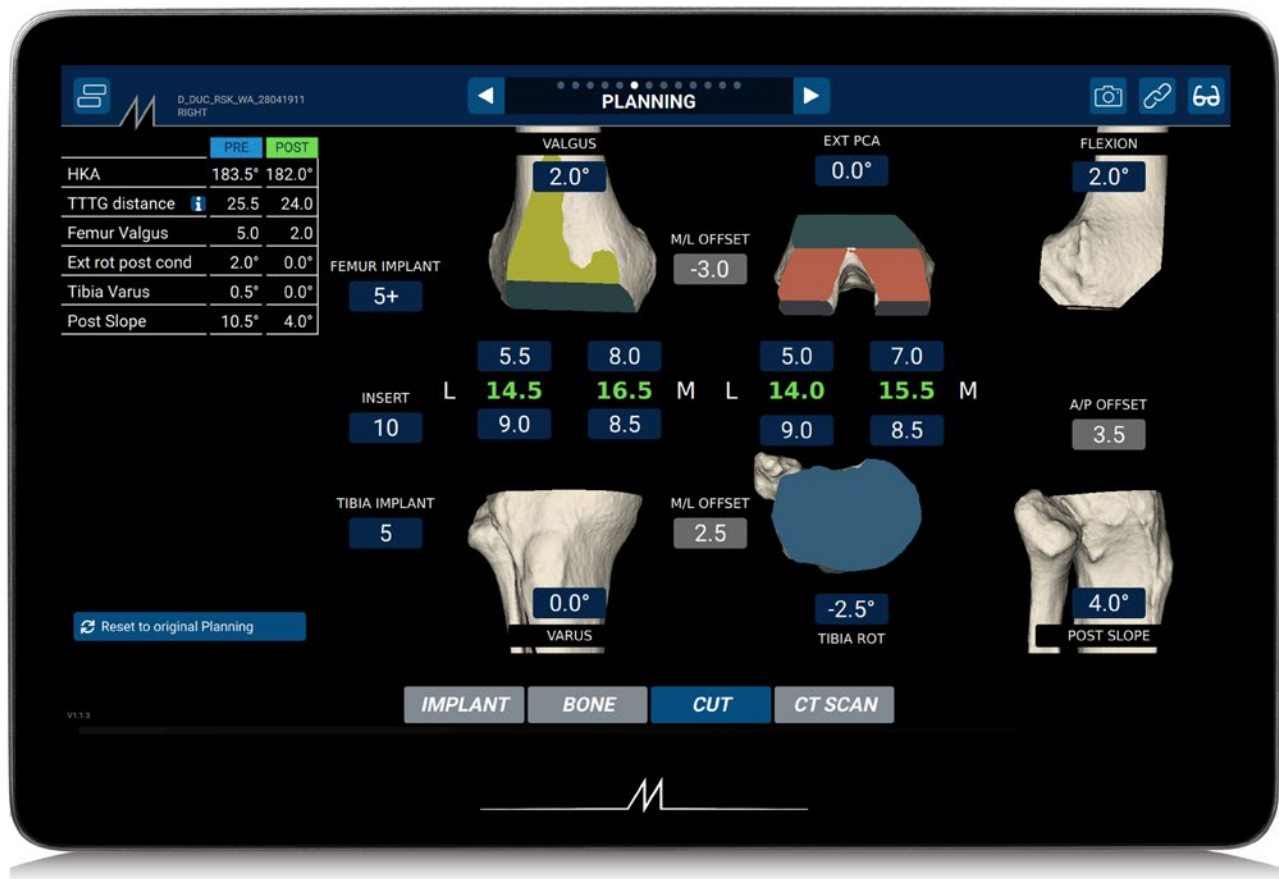 D_DUC_RSK_WA_28041911
RIGHT
PLANNING
PRE POST
HKA 183.5° 182.0°
TTTG distance i 25.5 24.0
Femur Valgus 5.0 2.0
Ext rot post cond 2.0° 0.0°
Tibia Varus 0.5° 0.0°
Post Slope 10.5° 4.0°
VALGUS
2.0°
EXT PCA
0.0°
FLEXION
2.0°
FEMUR IMPLANT
5+
M/L OFFSET
-3.0
5.5 8.0 5.0 7.0
INSERT
10
L 14.5 16.5 M L 14.0 15.5 M
9.0 8.5 9.0 8.5
A/P OFFSET
3.5
TIBIA IMPLANT
5
M/L OFFSET
2.5
0.0°
VARUS
-2.5°
TIBIA ROT
4.0°
POST SLOPE
Reset to original Planning
IMPLANT BONE CUT CT SCAN
V1.1.3